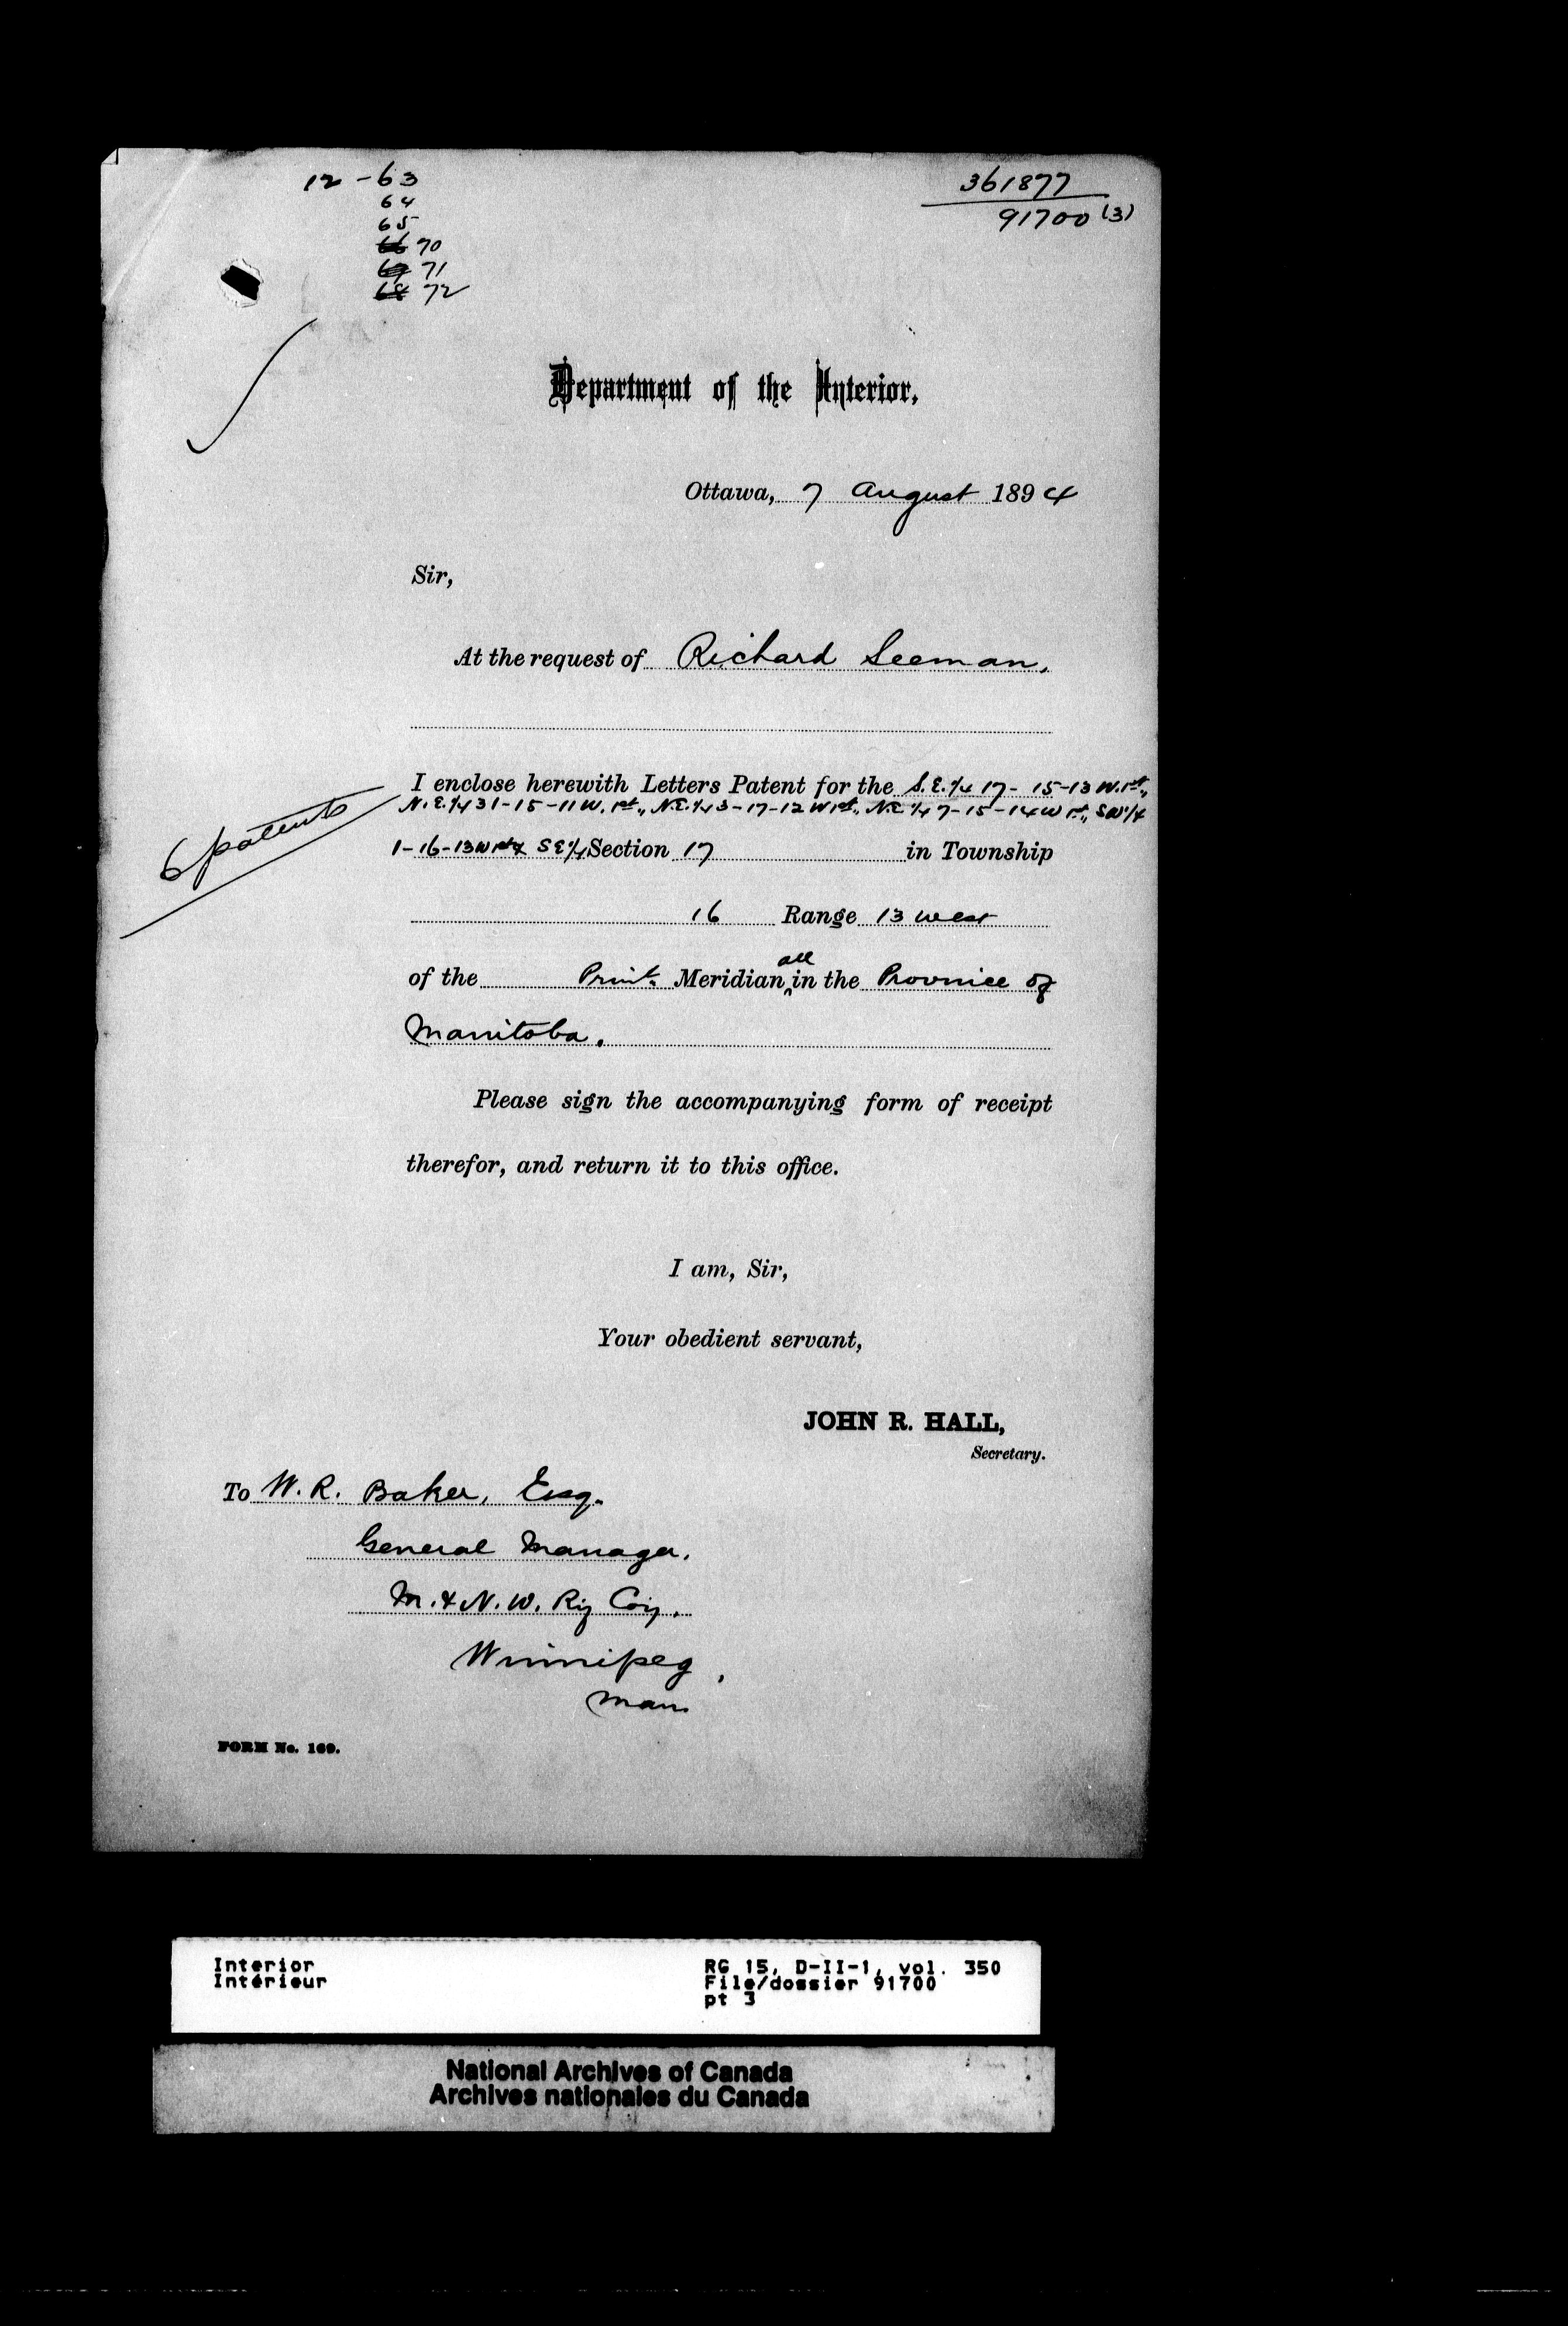 12 - 63
64
65
66 70
69 71
68 72
361877
91700 (3)
Department of the Interior,
Ottawa, 7 August 1894
Sir,
At the request of Richard Seeman,
I enclose herewith Letters Patent for the S.E. 1/4 17 - 15-13 W. 1st.,
N.E. 1/4 31-15-11 W. 1st., N.E. 1/4 3-17-12 W 1st., N.E. 1/4 7-15-14 W 1st., S.W. 1/4
6 patents
1-16-13 W 1st & S E 1/4 Section 17 in Township
16 Range 13 west
of the Prin. Meridian, all in the Province of
Manitoba.
Please sign the accompanying form of receipt
therefor, and return it to this office.
I am, Sir,
Your obedient servant,
JOHN R. HALL,
Secretary.
To W. R. Baker, Esq.
General Manager,
M. & N. W. Ry Coy.
Winnipeg,
Man.
FORM No. 169.
Interior
Intérieur
RG 15, D-II-1, vol. 350
File/dossier 91700
pt 3
National Archives of Canada
Archives nationales du Canada